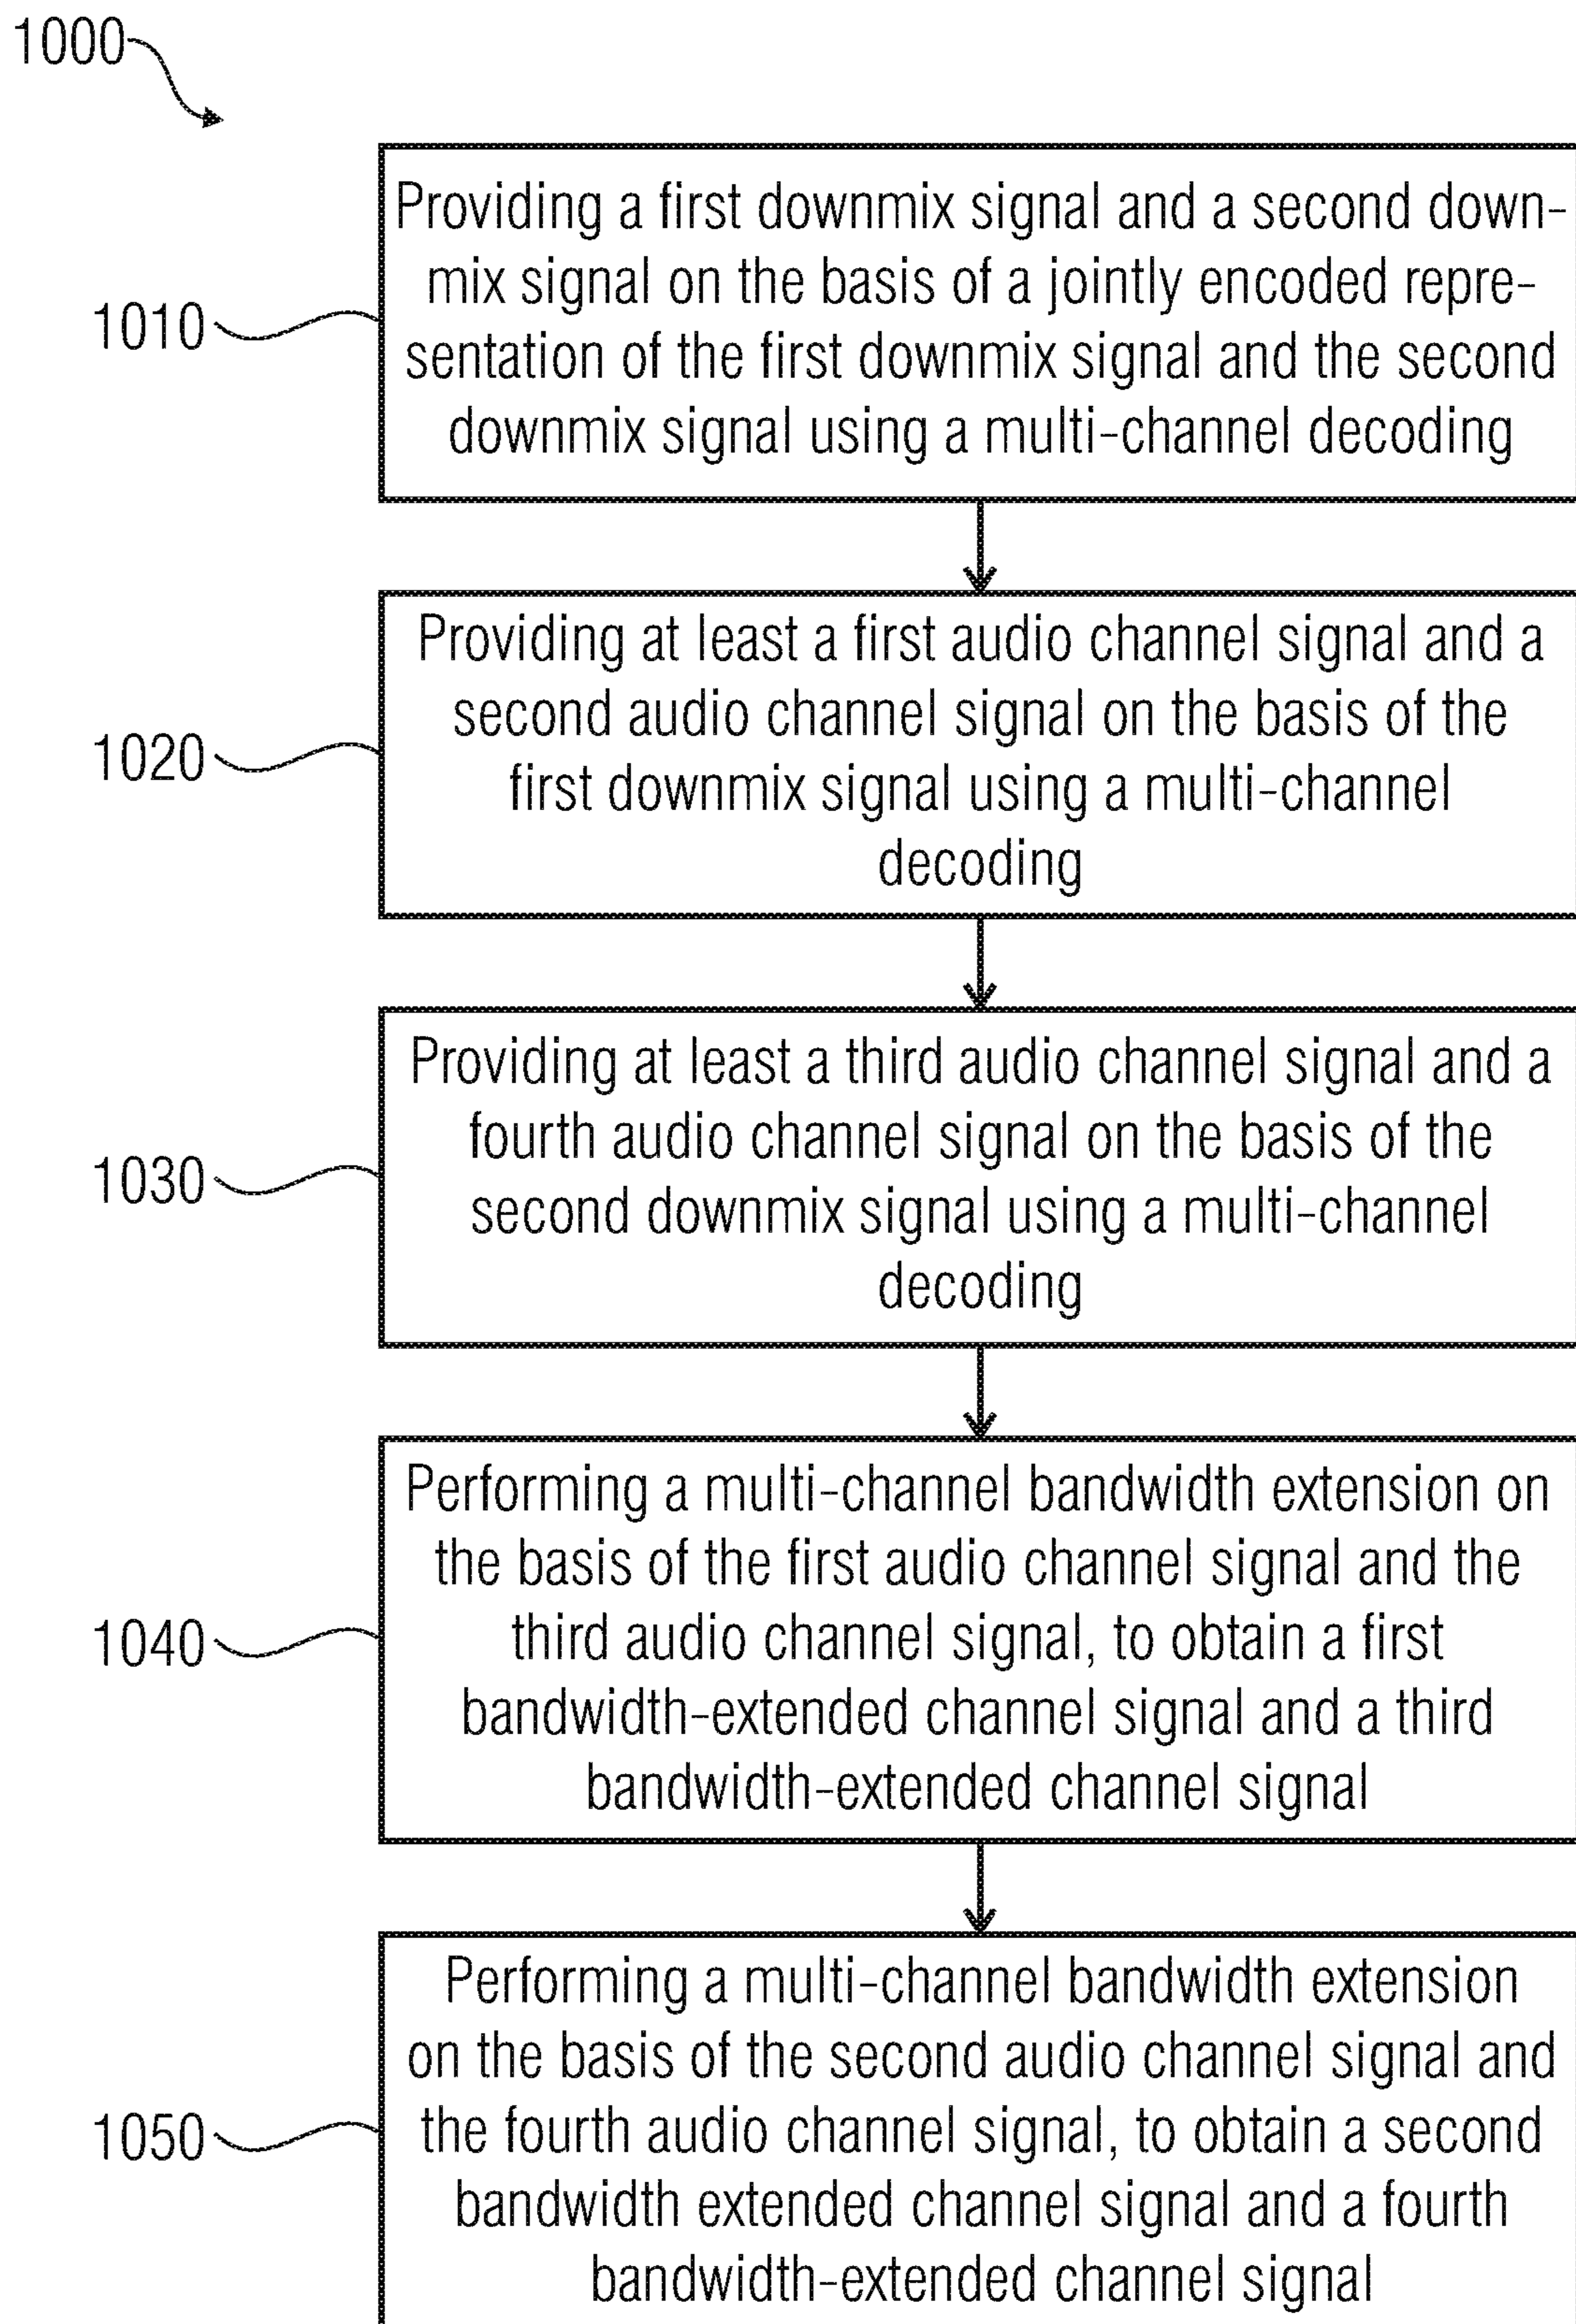 1000
Providing a first downmix signal and a second down-
mix signal on the basis of a jointly encoded repre-
sentation of the first downmix signal and the second
downmix signal using a multi-channel decoding
1010
Providing at least a first audio channel signal and a
second audio channel signal on the basis of the
first downmix signal using a multi-channel
decoding
1020
Providing at least a third audio channel signal and a
fourth audio channel signal on the basis of the
second downmix signal using a multi-channel
decoding
1030
Performing a multi-channel bandwidth extension on
the basis of the first audio channel signal and the
third audio channel signal, to obtain a first
bandwidth-extended channel signal and a third
bandwidth-extended channel signal
1040
Performing a multi-channel bandwidth extension
on the basis of the second audio channel signal and
the fourth audio channel signal, to obtain a second
bandwidth extended channel signal and a fourth
bandwidth-extended channel signal
1050